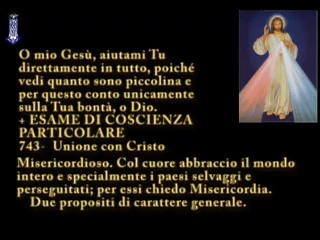 O mio Gesù, aiutami Tu
direttamente in tutto, poiché
vedi quanto sono piccolina e
per questo conto unicamente
sulla Tua bontà, o Dio.
+ ESAME DI COSCIENZA
PARTICOLARE
743- Unione con Cristo
Misericordioso. Col cuore abbraccio il mondo
intero e specialmente i paesi selvaggi e
perseguitati; per essi chiedo Misericordia.
Due propositi di carattere generale.